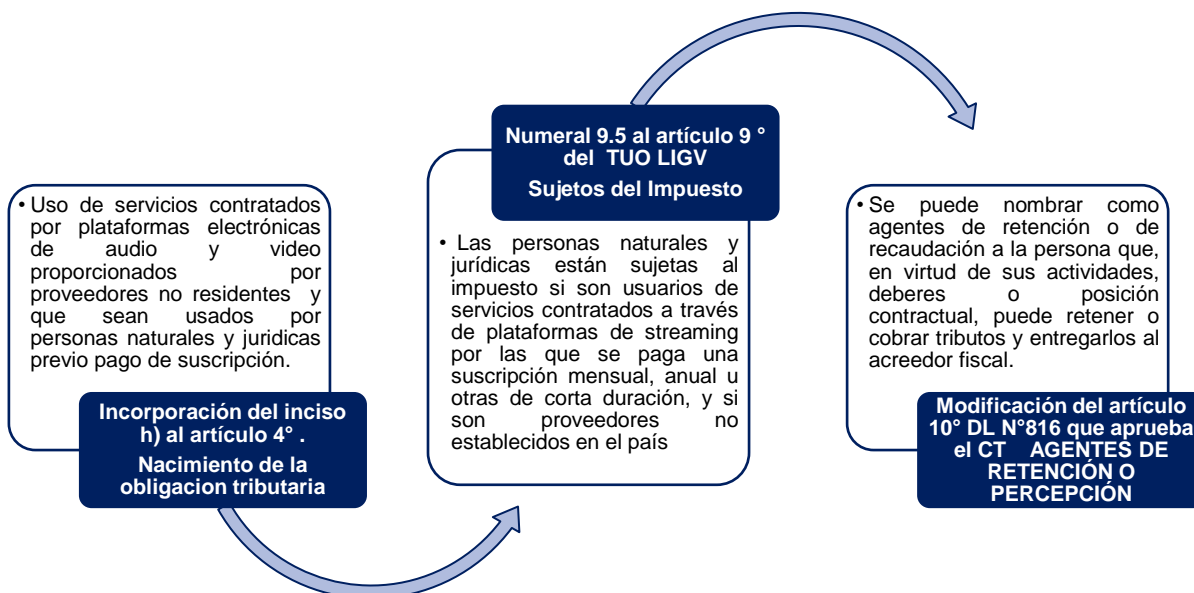 • Uso de servicios contratados
por plataformas electrónicas
de audio y video
proporcionados por
proveedores no residentes y
que sean usados por
personas naturales y juridicas
previo pago de suscripción.
Incorporación del inciso
h) al artículo 4° .
Nacimiento de la
obligacion tributaria
Numeral 9.5 al artículo 9 °
del TUO LIGV
Sujetos del Impuesto
• Las personas naturales y
jurídicas están sujetas al
impuesto si son usuarios de
servicios contratados a través
de plataformas de streaming
por las que se paga una
suscripción mensual, anual u
otras de corta duración, y si
son proveedores no
establecidos en el país
• Se puede nombrar como
agentes de retención o de
recaudación a la persona que,
en virtud de sus actividades,
deberes o posición
contractual, puede retener o
cobrar tributos y entregarlos al
acreedor fiscal.
Modificación del artículo
10° DL N°816 que aprueba
el CT AGENTES DE
RETENCIÓN O
PERCEPCIÓN